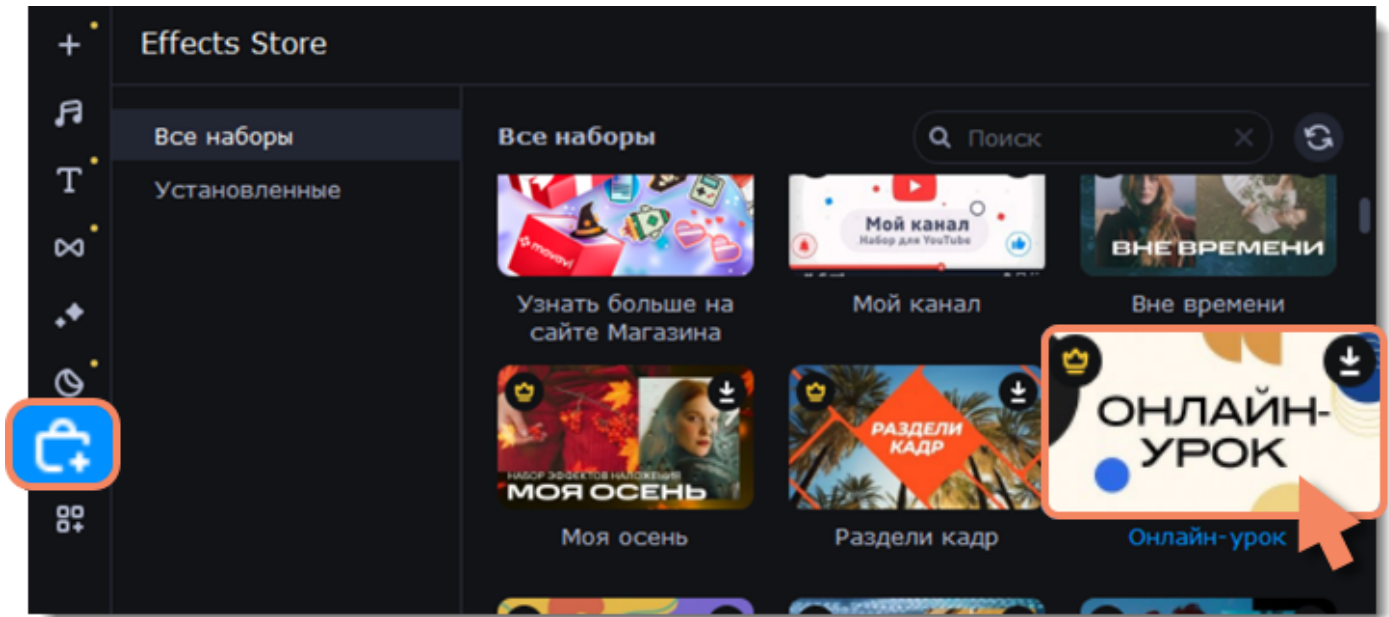 Effects Store
Все наборы
Установленные
Все наборы
Поиск
movavi
Мой канал
Набор для YouTube
ВНЕ ВРЕМЕНИ
Узнать больше на
сайте Магазина
Мой канал
Вне времени
НАБОР ЭФФЕКТОВ НАЛОЖЕНИЯ
МОЯ ОСЕНЬ
РАЗДЕЛИ
КАДР
ОНЛАЙН-
УРОК
Моя осень
Раздели кадр
Онлайн-урок